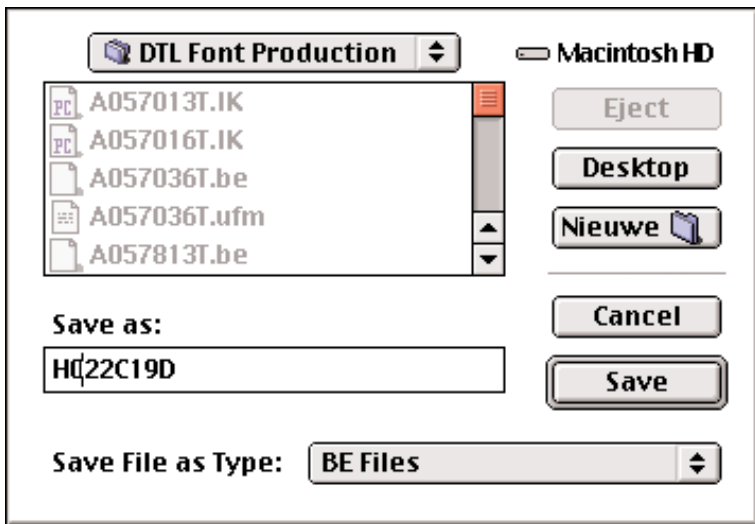 DTL Font Production
Macintosh HD
A057013T.IK
A057016T.IK
A057036T.be
A057036T.ufm
A057813T.be
Eject
Desktop
Nieuwe
Save as:
HC22C19D
Cancel
Save
Save File as Type: BE Files